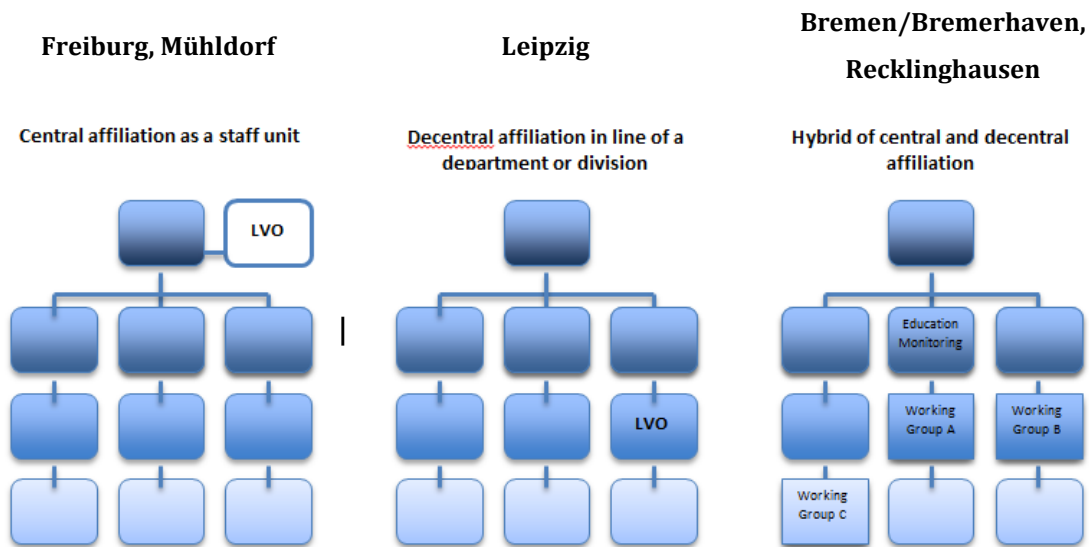 Freiburg, Mühldorf
Leipzig
Bremen/Bremerhaven,
Recklinghausen
Central affiliation as a staff unit
Decentral affiliation in line of a
department or division
Hybrid of central and decentral
affiliation
LVO
Education
Monitoring
LVO
Working
Group A
Working
Group B
Working
Group C